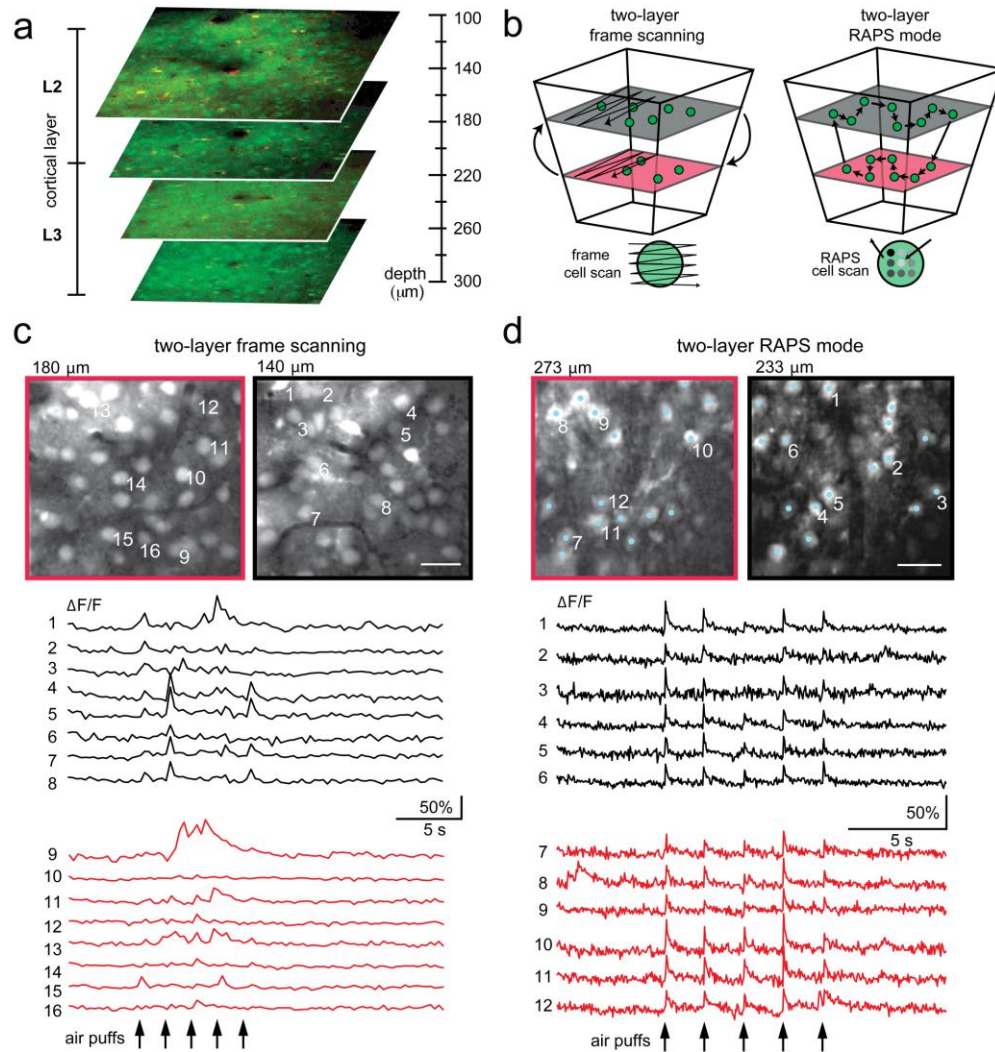 a
L2
L3
cortical layer
100
140
180
220
260
300
depth
(μm)
b
two-layer
frame scanning
two-layer
RAPS mode
frame
cell scan
RAPS
cell scan
c
two-layer frame scanning
180 μm
140 μm
13
12
11
10
14
15
16
9
1
2
3
4
5
6
7
8
ΔF/F
1
2
3
4
5
6
7
8
50%
5 s
9
10
11
12
13
14
15
16
air puffs
d
two-layer RAPS mode
273 μm
233 μm
8
9
10
12
11
7
1
6
2
5
4
3
ΔF/F
1
2
3
4
5
6
50%
5 s
7
8
9
10
11
12
air puffs